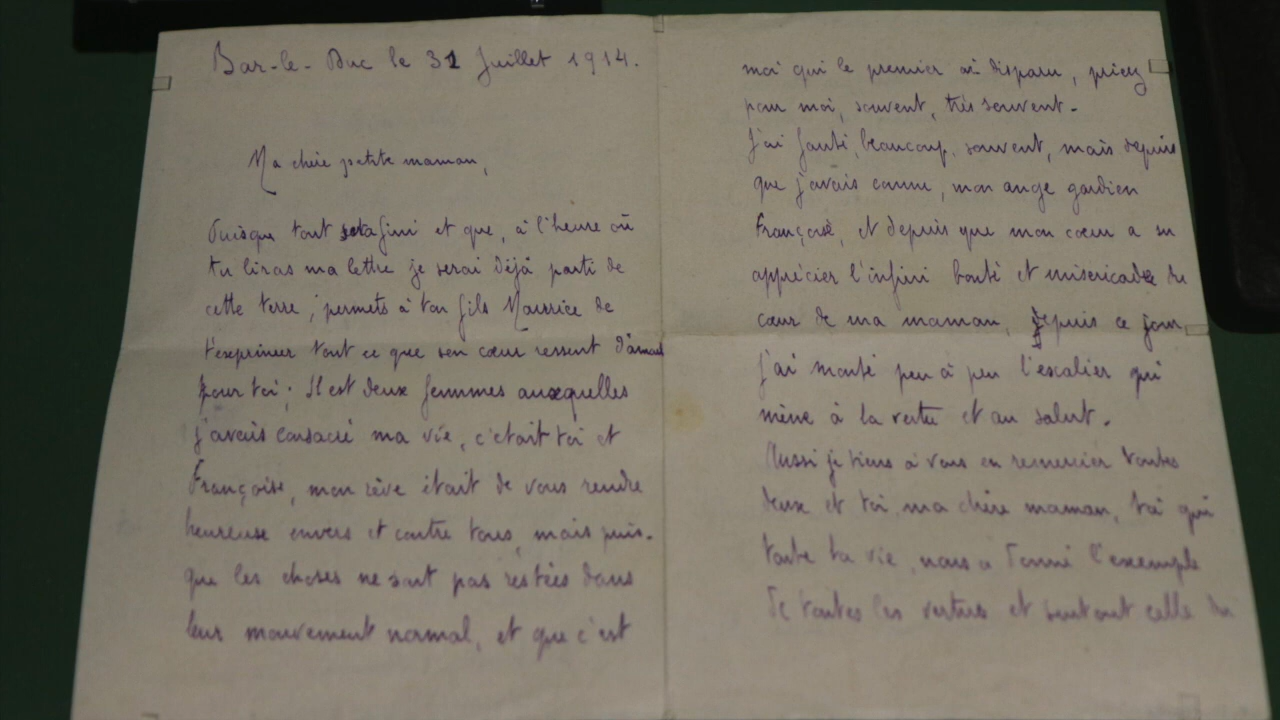 Bar-le-Duc le 31 Juillet 1914.
Ma chère petite maman,
Puisque tout est fini et que, à l'heure où
tu liras ma lettre je serai déjà parti de
cette terre, permets à ton fils Maurice de
t'exprimer tout ce que son cœur ressent d'amour
pour toi; Il est deux femmes auxquelles
j'avais consacré ma vie, c'était toi et
Françoise, mon rêve était de vous rendre
heureuse envers et contre tous, mais puis-
que les choses ne sont pas restées dans
leur mouvement normal, et que c'est
moi qui le premier ai disparu, priez
pour moi, souvent, très souvent.
J'ai fauté, beaucoup, souvent, mais depuis
que j'avais connu, mon ange gardien
Françoise, et depuis que mon cœur a su
apprécier l'infini bonté et miséricorde du
cœur de ma maman, depuis ce jour
j'ai monté peu à peu l'escalier qui
mène à la vertu et au salut.
Aussi je tiens à vous en remercier toutes
deux et toi, ma chère maman, toi qui
toute ta vie, nous a donné l'exemple
de toutes les vertus et surtout celle du